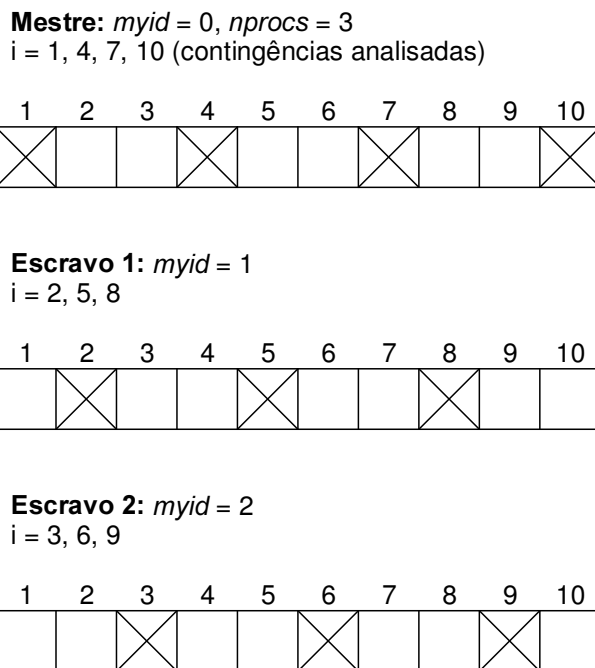 Mestre: myid = 0, nprocs = 3
i = 1, 4, 7, 10 (contingências analisadas)
1 2 3 4 5 6 7 8 9 10
Escravo 1: myid = 1
i = 2, 5, 8
1 2 3 4 5 6 7 8 9 10
Escravo 2: myid = 2
i = 3, 6, 9
1 2 3 4 5 6 7 8 9 10